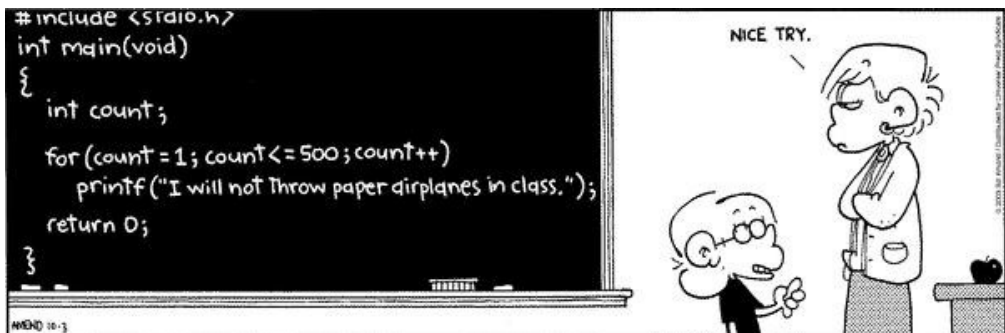 #include <stdio.h>
int main(void)
{
int count;
for (count = 1; count <= 500; count++)
printf ("I will not Throw paper airplanes in class.");
return 0;
}
NICE TRY.
AMEND 10-3